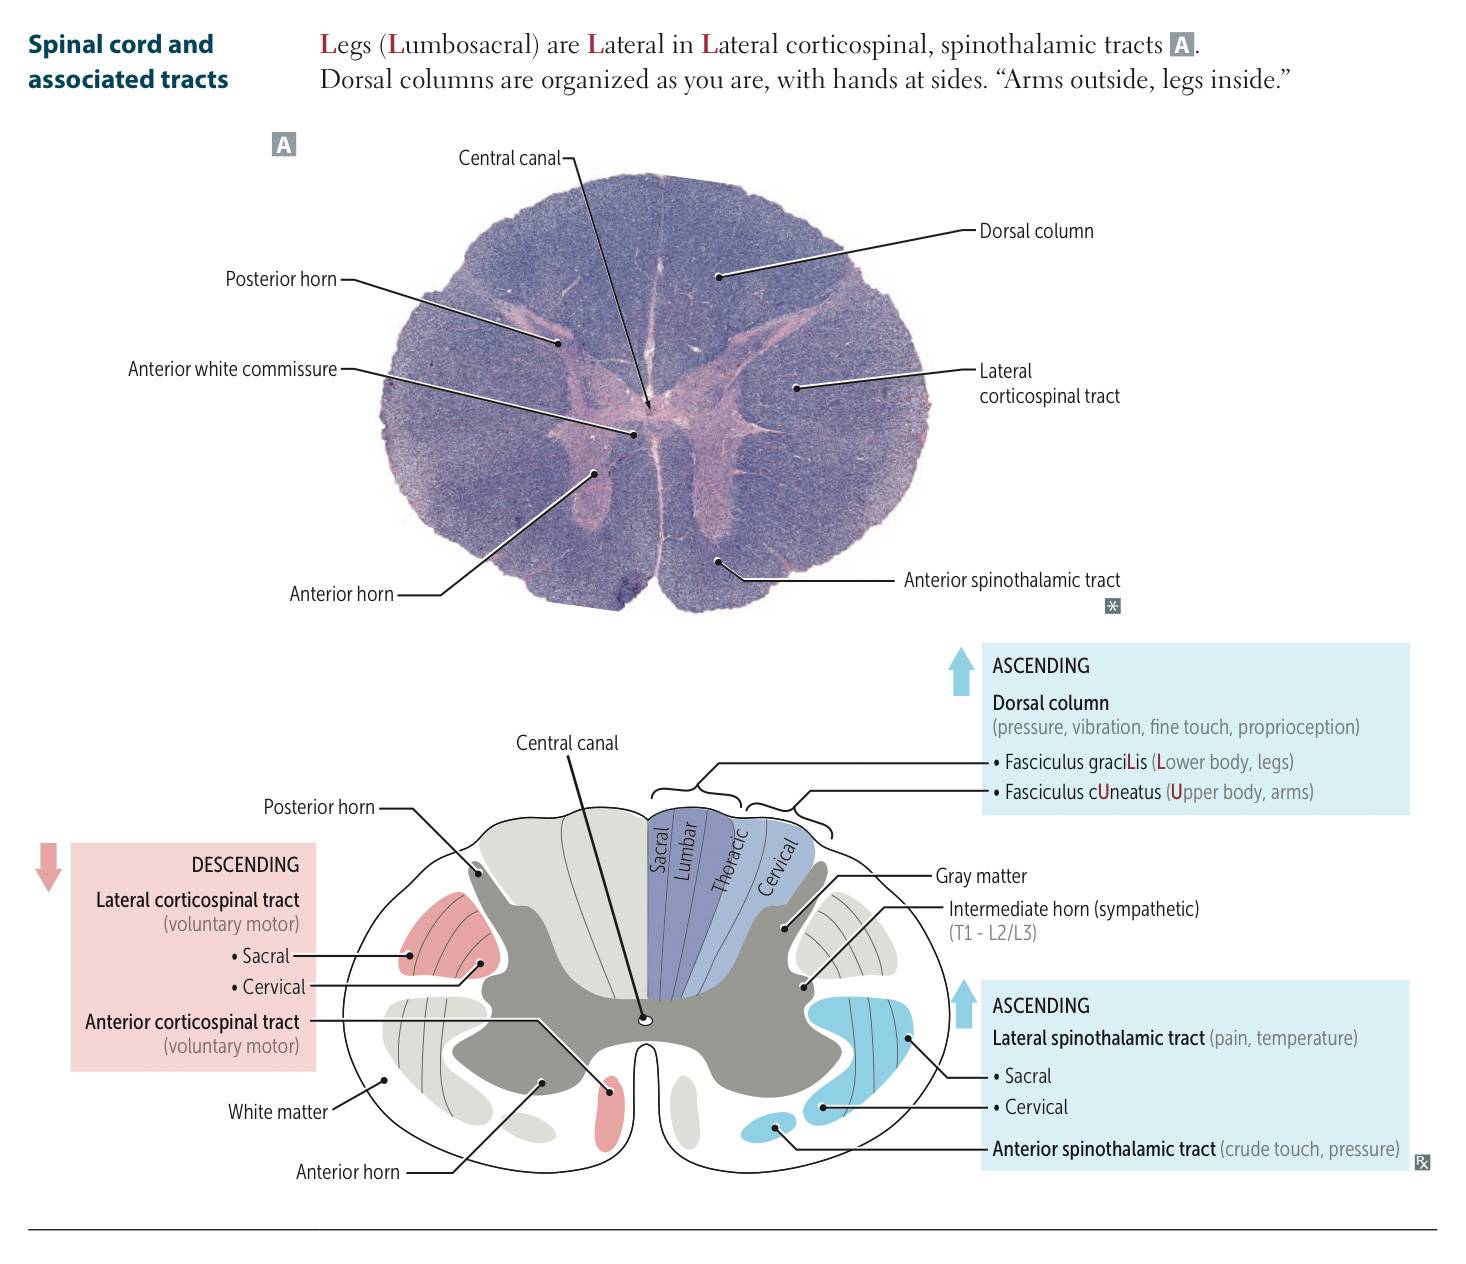 Spinal cord and
associated tracts
Legs (Lumbosacral) are Lateral in Lateral corticospinal, spinothalamic tracts A.
Dorsal columns are organized as you are, with hands at sides. “Arms outside, legs inside.”
A
Central canal
Dorsal column
Posterior horn
Anterior white commissure
Lateral
corticospinal tract
Anterior horn
Anterior spinothalamic tract
ASCENDING
Dorsal column
(pressure, vibration, fine touch, proprioception)
• Fasciculus graciLis (Lower body, legs)
• Fasciculus cUneatus (Upper body, arms)
Central canal
Posterior horn
Sacral
Lumbar
Thoracic
Cervical
DESCENDING
Lateral corticospinal tract
(voluntary motor)
• Sacral
• Cervical
Anterior corticospinal tract
(voluntary motor)
Gray matter
Intermediate horn (sympathetic)
(T1 - L2/L3)
ASCENDING
Lateral spinothalamic tract (pain, temperature)
• Sacral
• Cervical
Anterior spinothalamic tract (crude touch, pressure)
White matter
Anterior horn
Rx